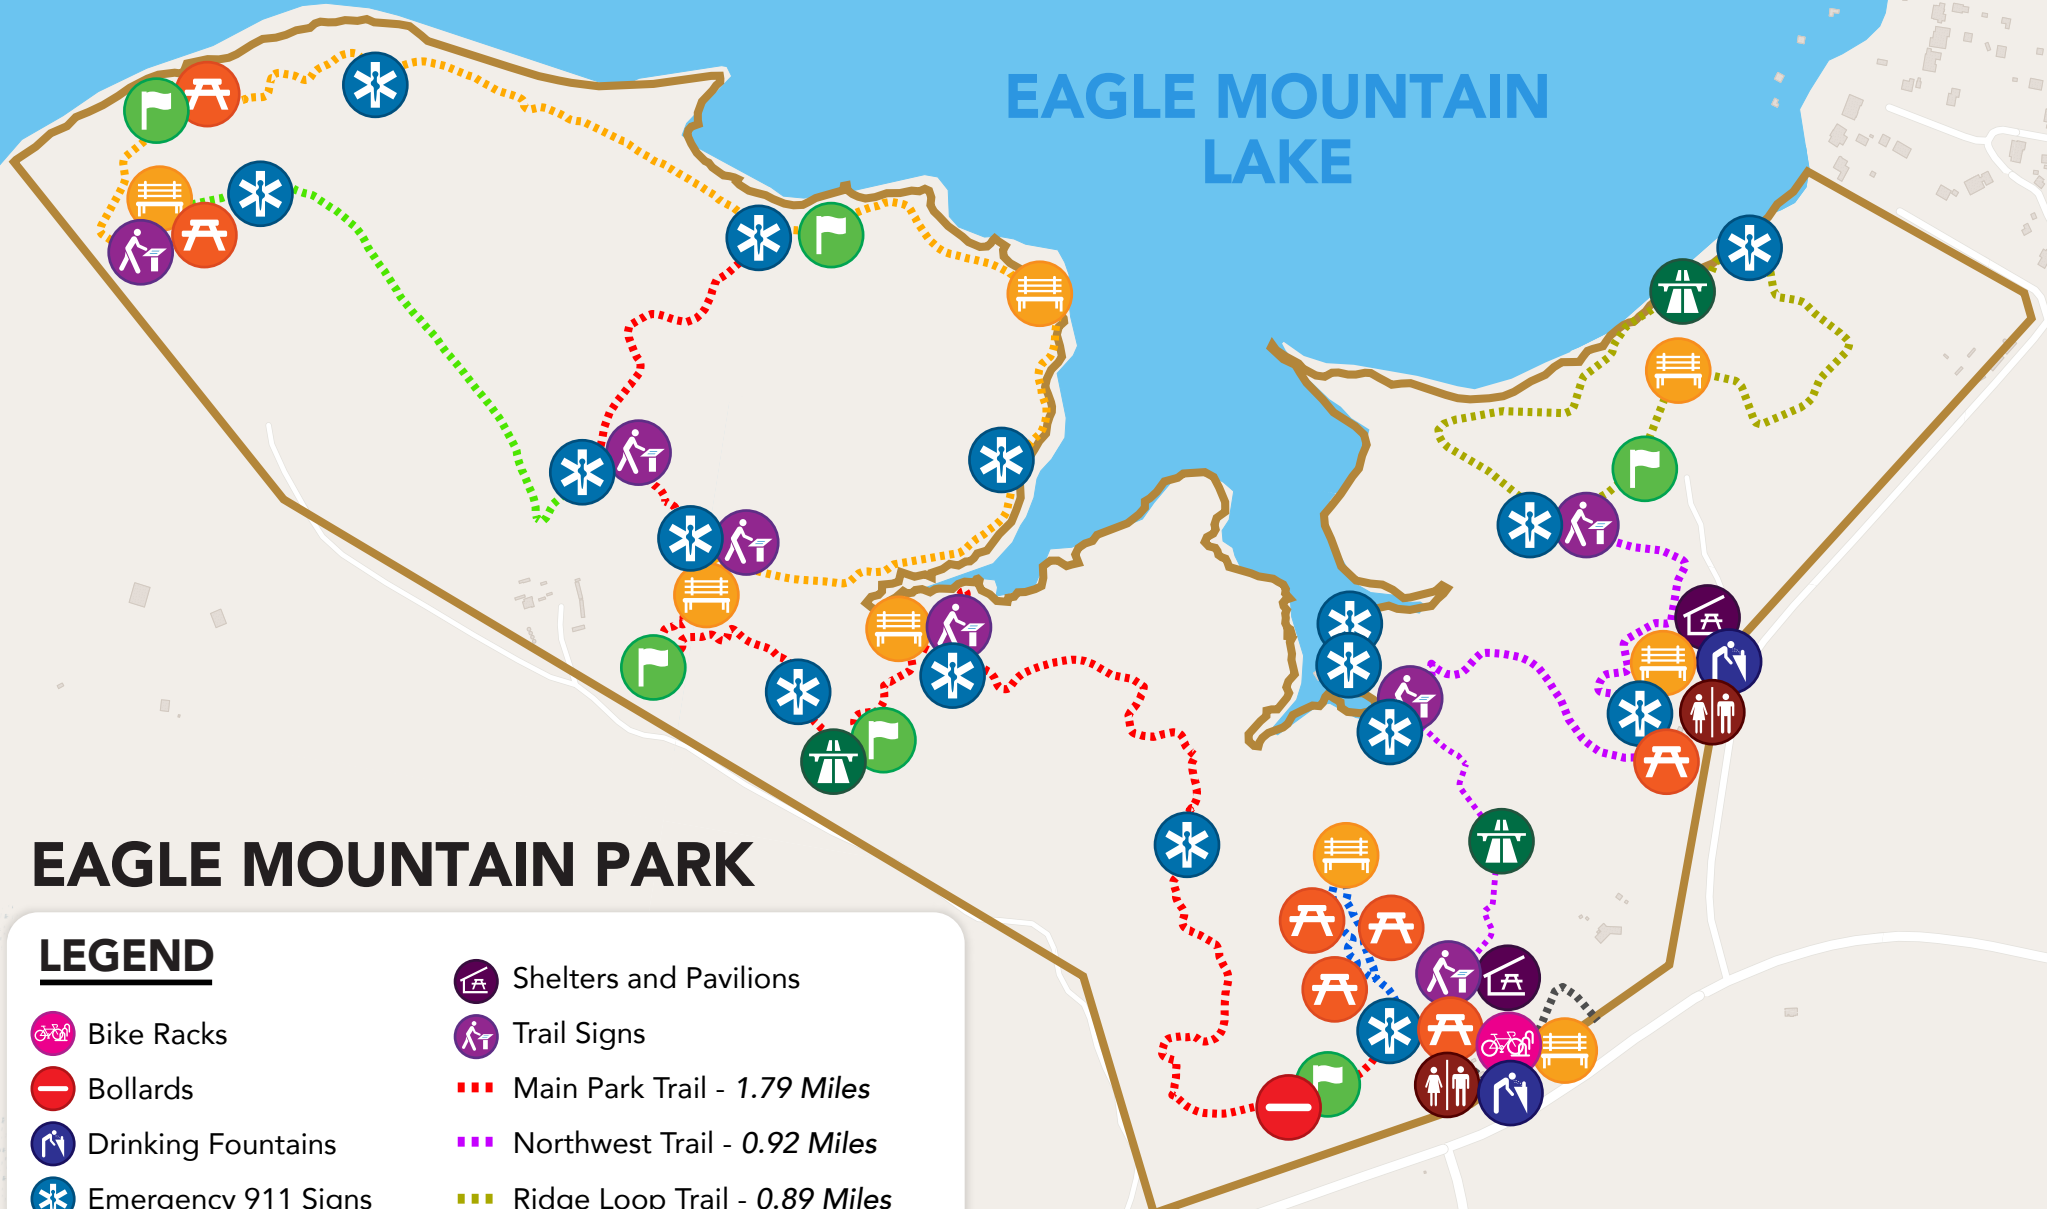 EAGLE MOUNTAIN
LAKE
EAGLE MOUNTAIN PARK
LEGEND
Bike Racks
Bollards
Drinking Fountains
Emergency 911 Signs
Shelters and Pavilions
Trail Signs
Main Park Trail - 1.79 Miles
Northwest Trail - 0.92 Miles
Ridge Loop Trail - 0.89 Miles